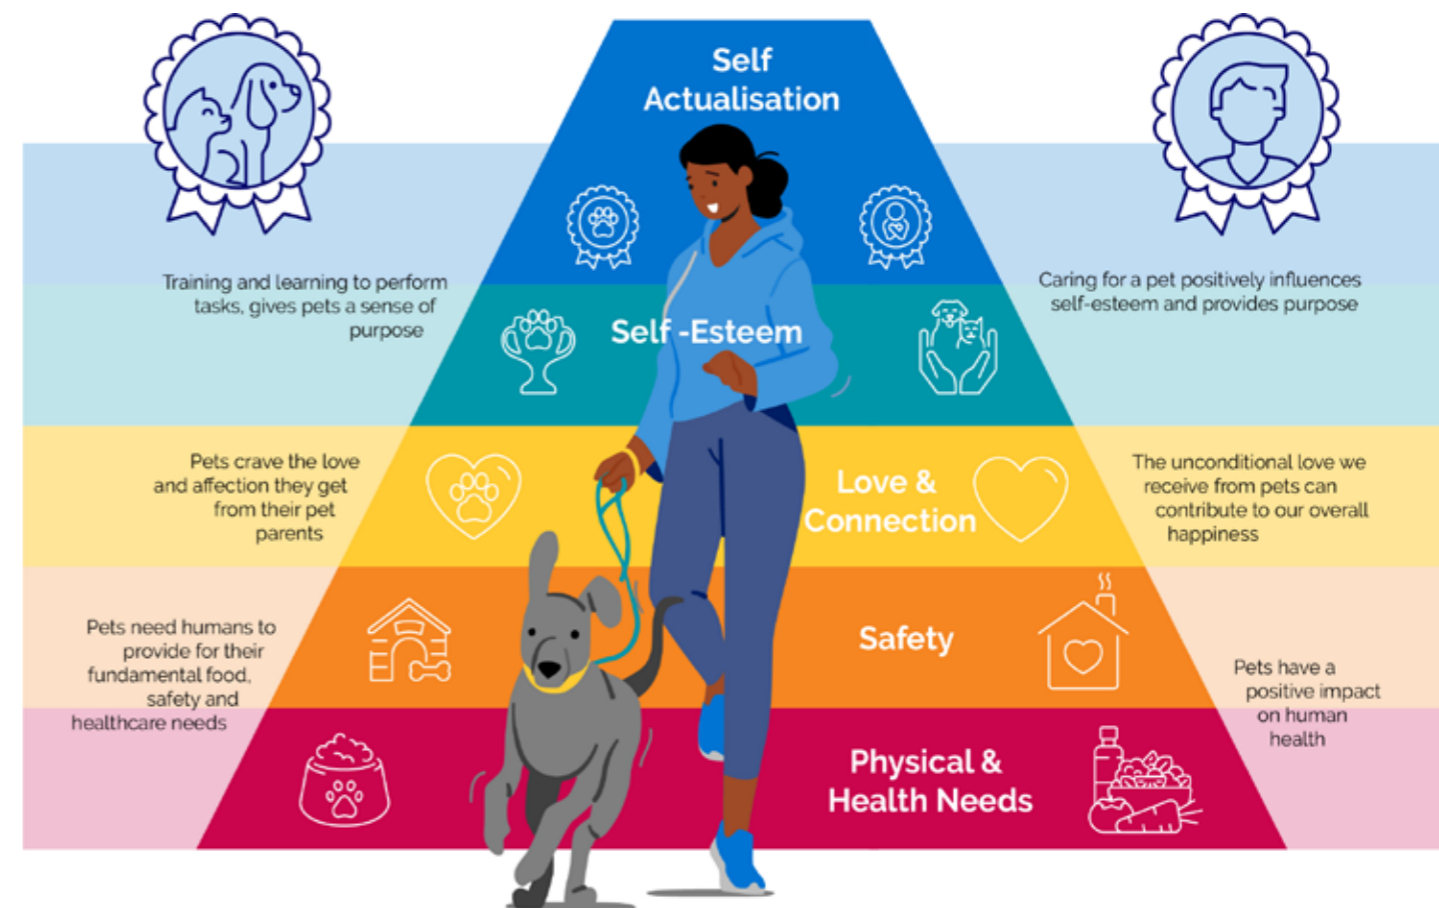 Self
Actualisation
Training and learning to perform
tasks, gives pets a sense of
purpose
Caring for a pet positively influences
self-esteem and provides purpose
Self -Esteem
Pets crave the love
and affection they get
from their pet
parents
Love &
Connection
The unconditional love we
receive from pets can
contribute to our overall
happiness
Pets need humans to
provide for their
fundamental food,
safety and
healthcare needs
Safety
Pets have a
positive impact
on human
health
Physical &
Health Needs